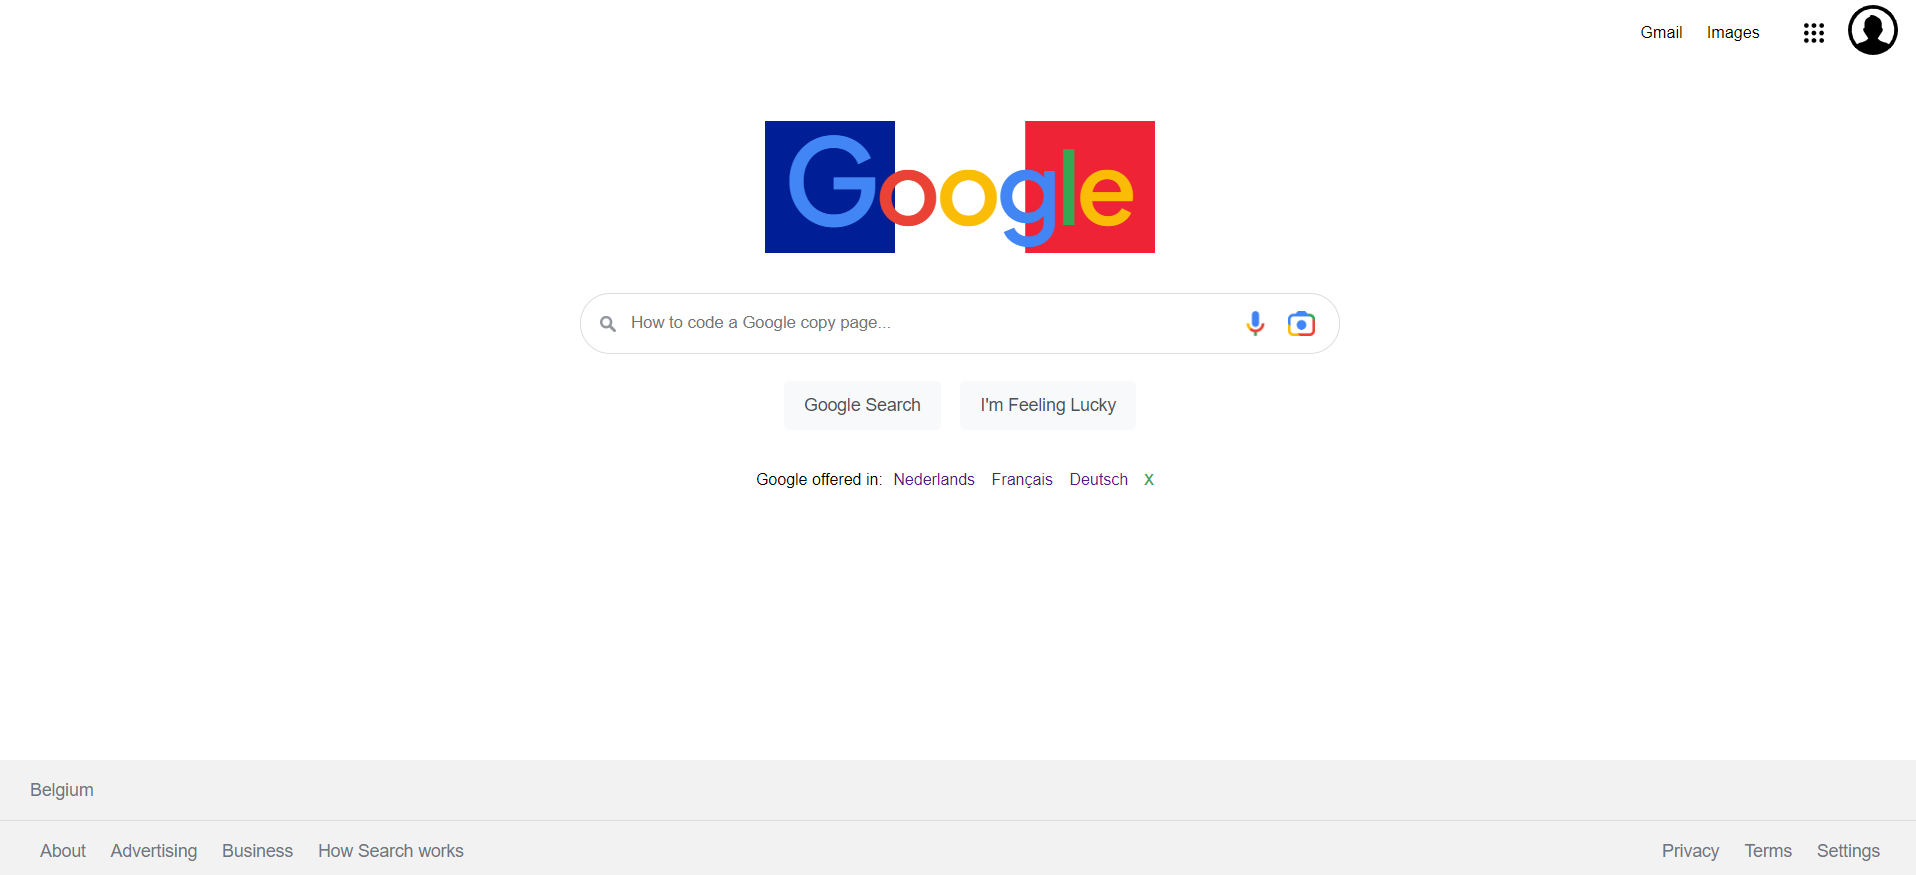 Gmail Images
Google
How to code a Google copy page...
Google Search I'm Feeling Lucky
Google offered in: Nederlands Français Deutsch X
Belgium
About Advertising Business How Search works Privacy Terms Settings